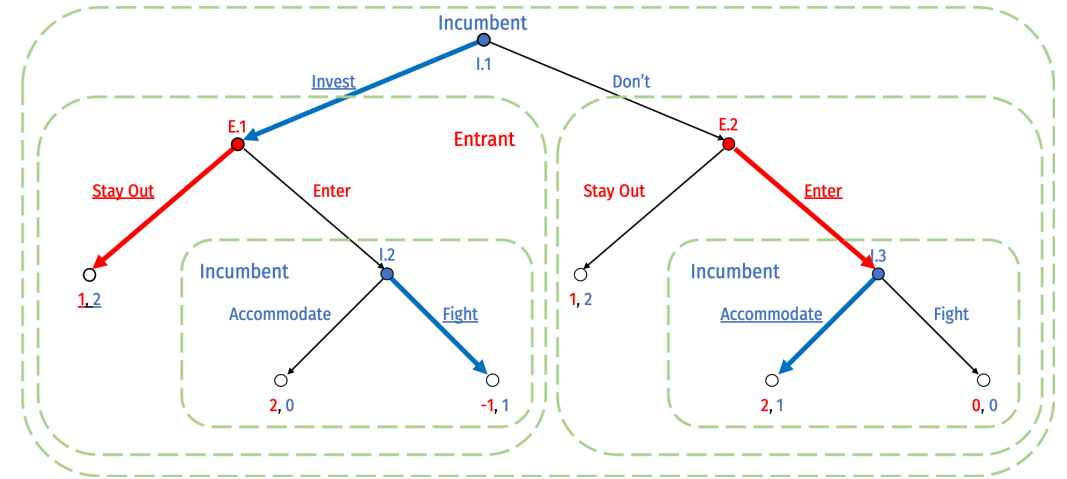 Incumbent
I.1
Invest
Don't
E.1
Entrant
E.2
Stay Out
Enter
Stay Out
Enter
I.2
I.3
Incumbent
Incumbent
1, 2
1, 2
Accommodate
Fight
Accommodate
Fight
2, 0
-1, 1
2, 1
0, 0